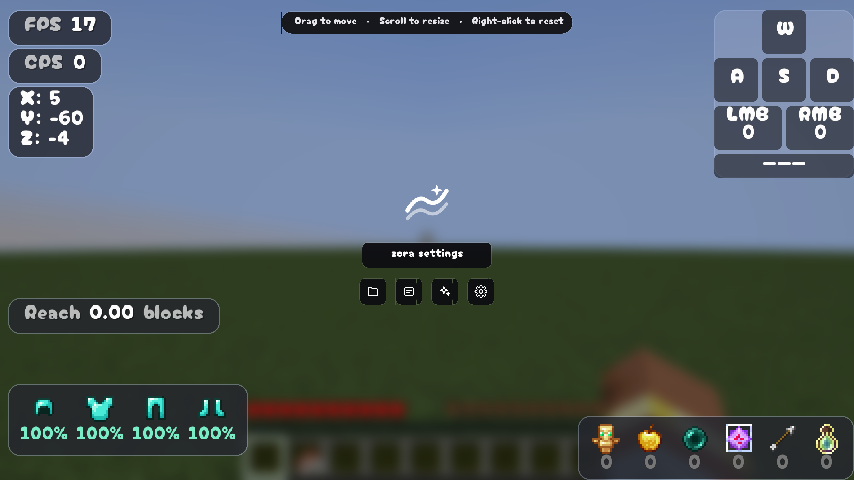 FPS 17
Drag to move · Scroll to resize · Right-click to reset
W
CPS 0
A S D
X: 5
Y: -60
Z: -4
LMB RMB
0 0
---
zora settings
Reach 0.00 blocks
100% 100% 100% 100%
0 0 0 0 0 0